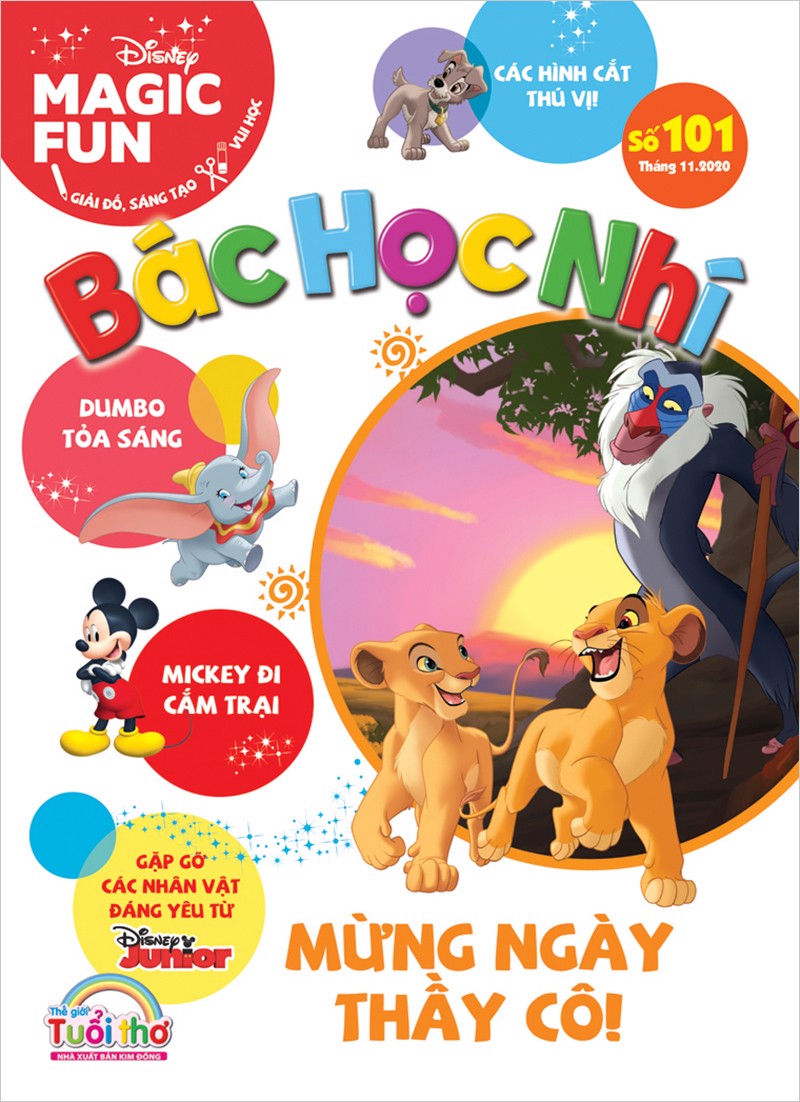 Disney
MAGIC
FUN
GIẢI ĐỐ, SÁNG TẠO
VUI HỌC
CÁC HÌNH CẮT
THÚ VỊ!
Số 101
Tháng 11.2020
Bác Học Nhí
DUMBO
TỎA SÁNG
MICKEY ĐI
CẮM TRẠI
GẶP GỠ
CÁC NHÂN VẬT
ĐÁNG YÊU TỪ
Disney
Junior
MỪNG NGÀY
THẦY CÔ!
Thế giới
Tuổi thơ
NHÀ XUẤT BẢN KIM ĐỒNG